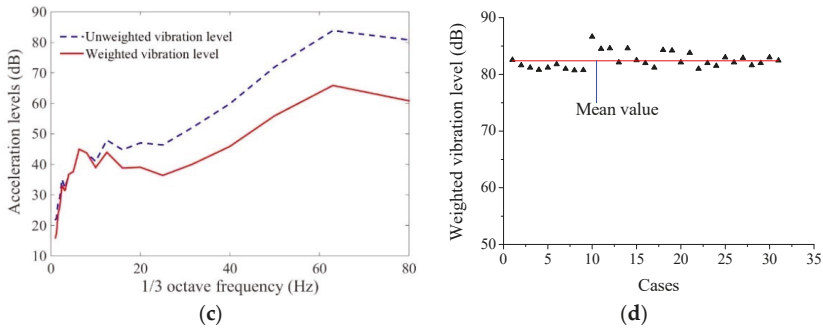 90
80
70
60
50
40
30
20
10
Acceleration levels (dB)
Unweighted vibration level
Weighted vibration level
0 20 40 60 80
1/3 octave frequency (Hz)
(c)
90
80
70
60
50
Weighted vibration level (dB)
Mean value
0 5 10 15 20 25 30 35
Cases
(d)